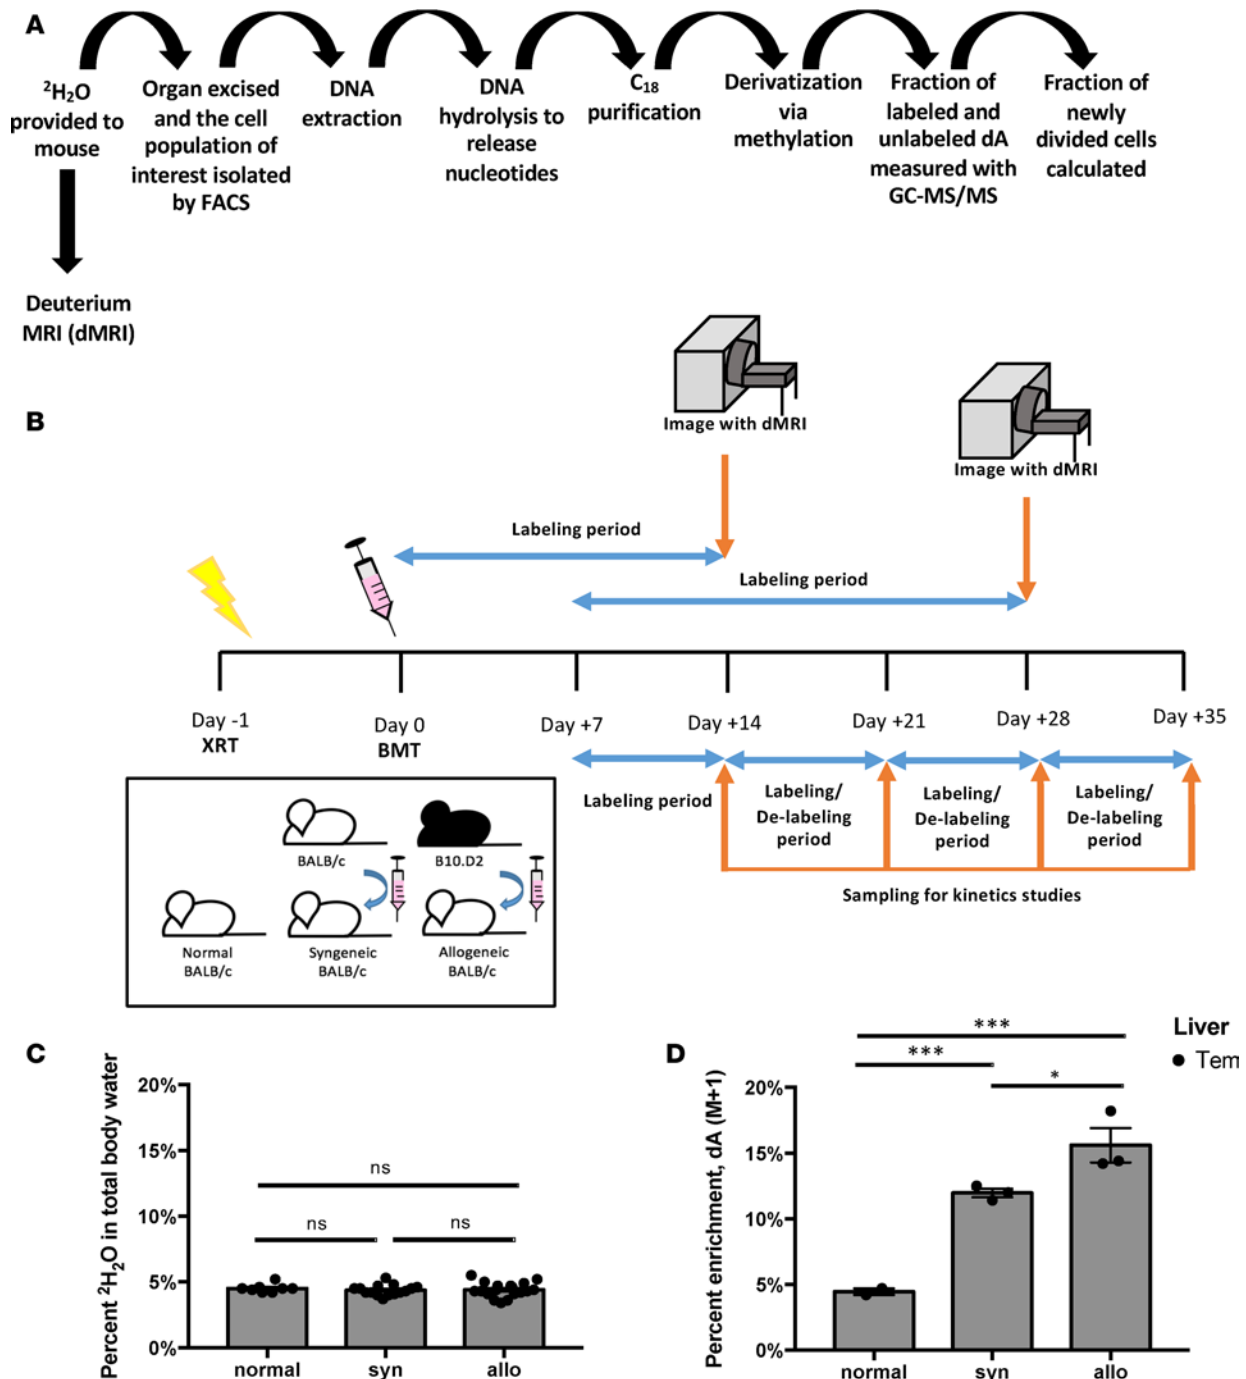 A
²H₂O
provided to
mouse
Organ excised
and the cell
population of
interest isolated
by FACS
DNA
extraction
DNA
hydrolysis to
release
nucleotides
C₁₈
purification
Derivatization
via
methylation
Fraction of
labeled and
unlabeled dA
measured with
GC-MS/MS
Fraction of
newly
divided cells
calculated
Deuterium
MRI (dMRI)
B
Image with dMRI
Image with dMRI
Labeling period
Labeling period
Day -1
XRT
Day 0
BMT
Day +7
Day +14
Day +21
Day +28
Day +35
Labeling period
Labeling/
De-labeling
period
Labeling/
De-labeling
period
Labeling/
De-labeling
period
Sampling for kinetics studies
BALB/c
B10.D2
Normal
BALB/c
Syngeneic
BALB/c
Allogeneic
BALB/c
C
Percent ²H₂O in total body water
20%
15%
10%
5%
0%
ns
ns
ns
normal
syn
allo
D
Percent enrichment, dA (M+1)
20%
15%
10%
5%
0%
***
***
*
normal
syn
allo
Liver
Tem